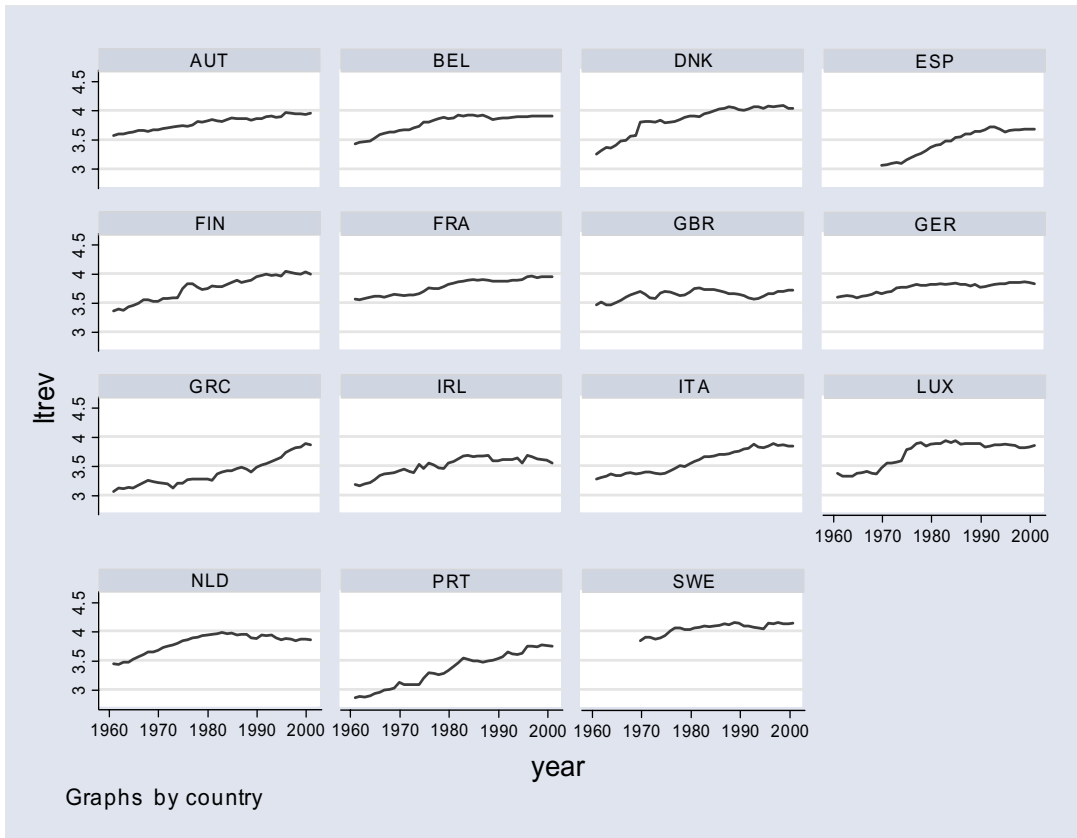 AUT BEL DNK ESP
4.5
4
3.5
3
FIN FRA GBR GER
4.5
4
3.5
3
GRC IRL ITA LUX
4.5
4
3.5
3
1960 1970 1980 1990 2000
NLD PRT SWE
4.5
4
3.5
3
1960 1970 1980 1990 2000 1960 1970 1980 1990 2000 1960 1970 1980 1990 2000
ltrev
year
Graphs by country